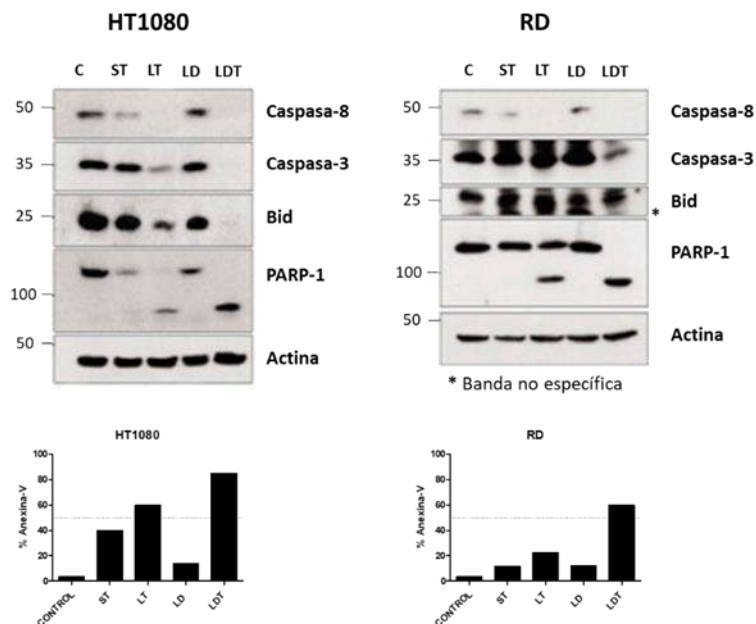 HT1080
C ST LT LD LDT
50 Caspasa-8
35 Caspasa-3
25 Bid
PARP-1
100
50
Actina
RD
C ST LT LD LDT
50 Caspasa-8
35 Caspasa-3
25 Bid
*
PARP-1
100
50
Actina
* Banda no específica
HT1080
% Anexina-V
100
80
60
40
20
0
CONTROL ST LT LD LDT
RD
% Anexina-V
100
80
60
40
20
0
CONTROL ST LT LD LDT